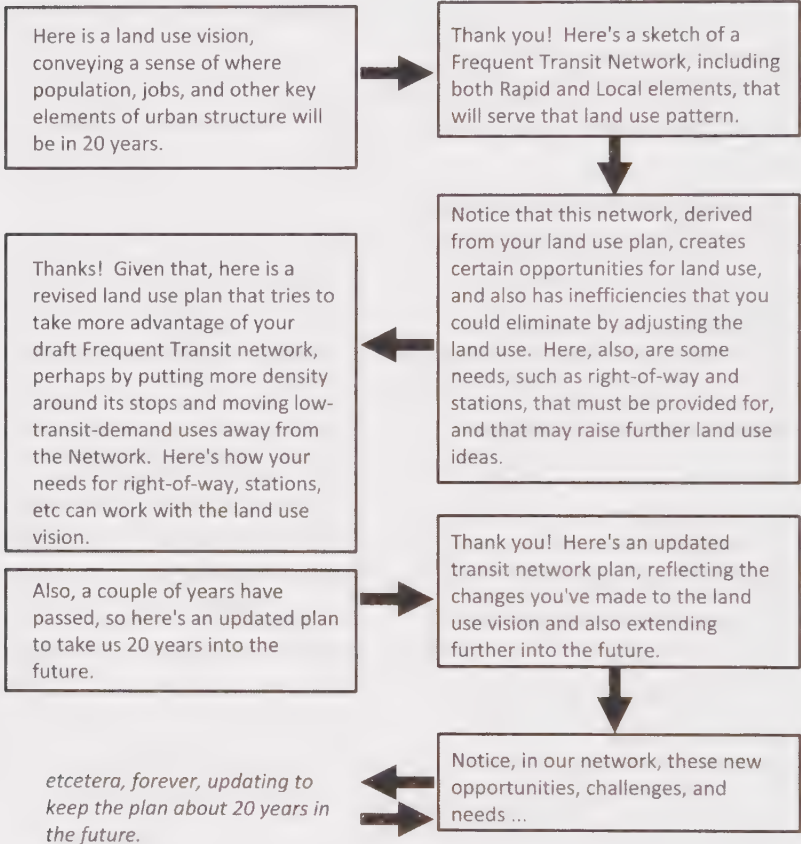 Here is a land use vision,
conveying a sense of where
population, jobs, and other key
elements of urban structure will
be in 20 years.
Thank you!  Here's a sketch of a
Frequent Transit Network, including
both Rapid and Local elements, that
will serve that land use pattern.
Notice that this network, derived
from your land use plan, creates
certain opportunities for land use,
and also has inefficiencies that you
could eliminate by adjusting the
land use.  Here, also, are some
needs, such as right-of-way and
stations, that must be provided for,
and that may raise further land use
ideas.
Thanks!  Given that, here is a
revised land use plan that tries to
take more advantage of your
draft Frequent Transit network,
perhaps by putting more density
around its stops and moving low-
transit-demand uses away from
the Network.  Here's how your
needs for right-of-way, stations,
etc can work with the land use
vision.
Also, a couple of years have
passed, so here's an updated plan
to take us 20 years into the
future.
Thank you!  Here's an updated
transit network plan, reflecting the
changes you've made to the land
use vision and also extending
further into the future.
Notice, in our network, these new
opportunities, challenges, and
needs ...
etcetera, forever, updating to
keep the plan about 20 years in
the future.